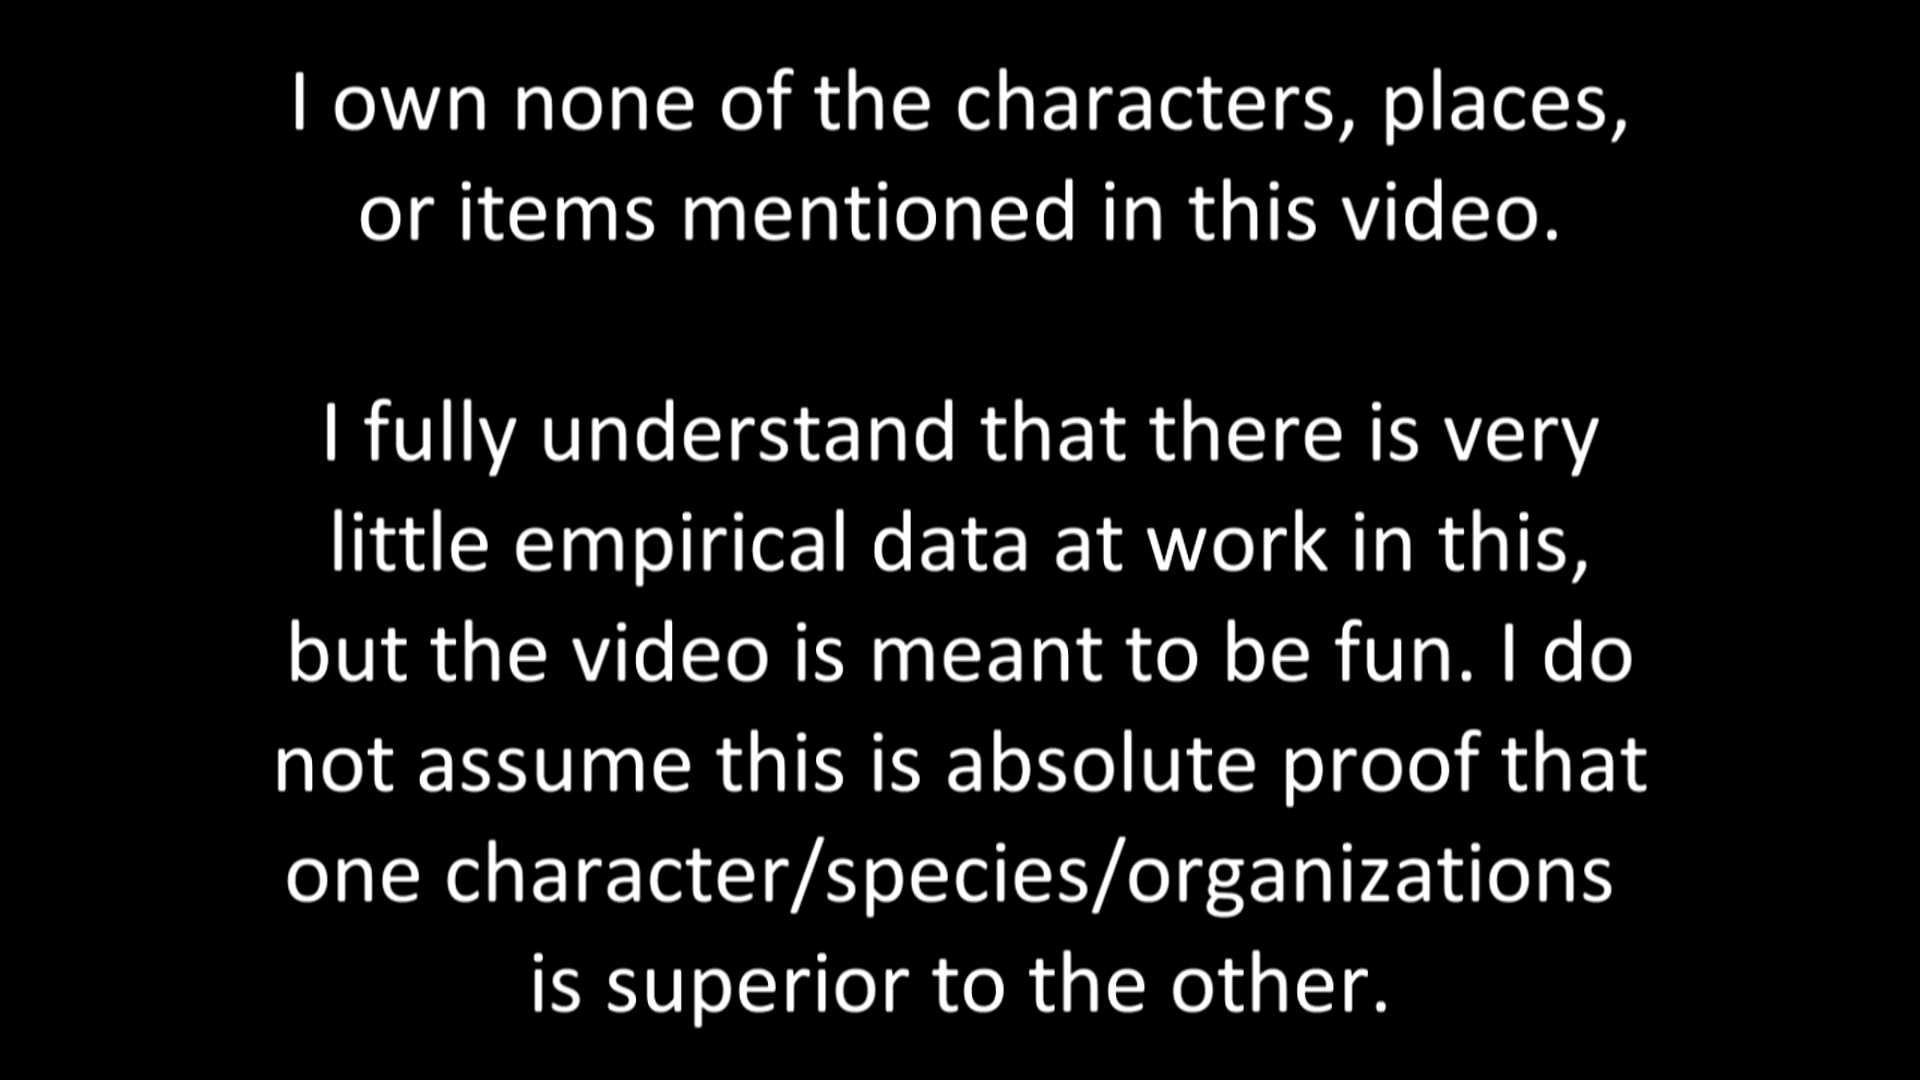 I own none of the characters, places,
or items mentioned in this video.
I fully understand that there is very
little empirical data at work in this,
but the video is meant to be fun. I do
not assume this is absolute proof that
one character/species/organizations
is superior to the other.